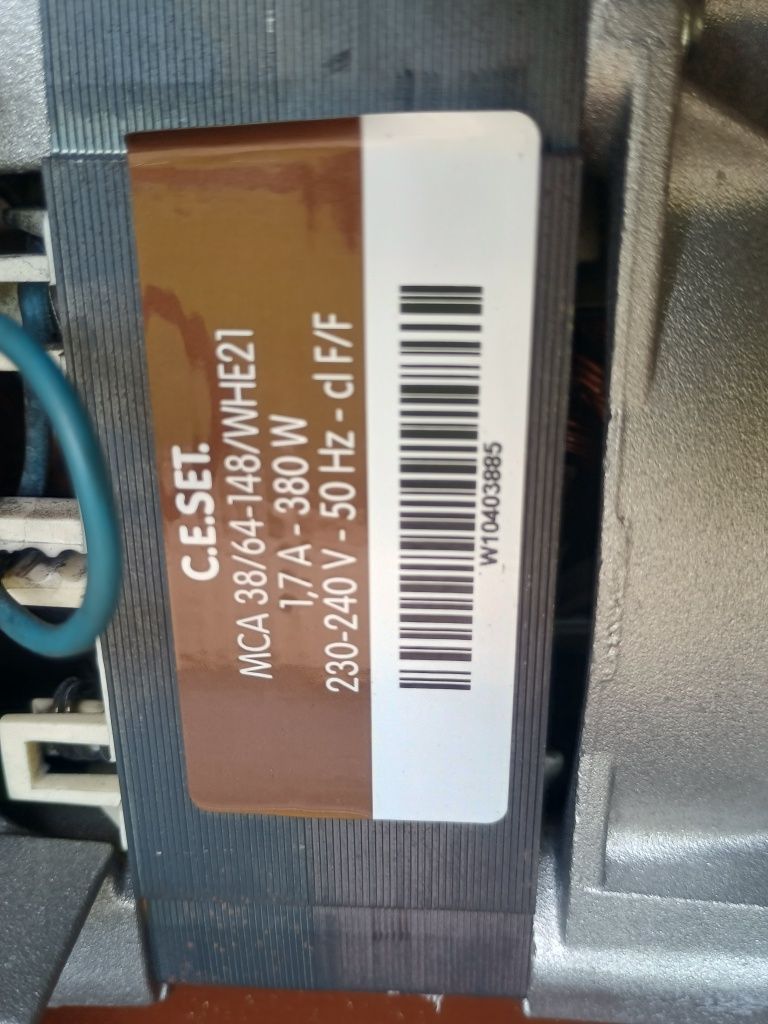 C.E.SET.
MCA 38/64-148/WHE21
1,7 A - 380 W
230-240 V - 50 Hz - cl F/F
W10403885